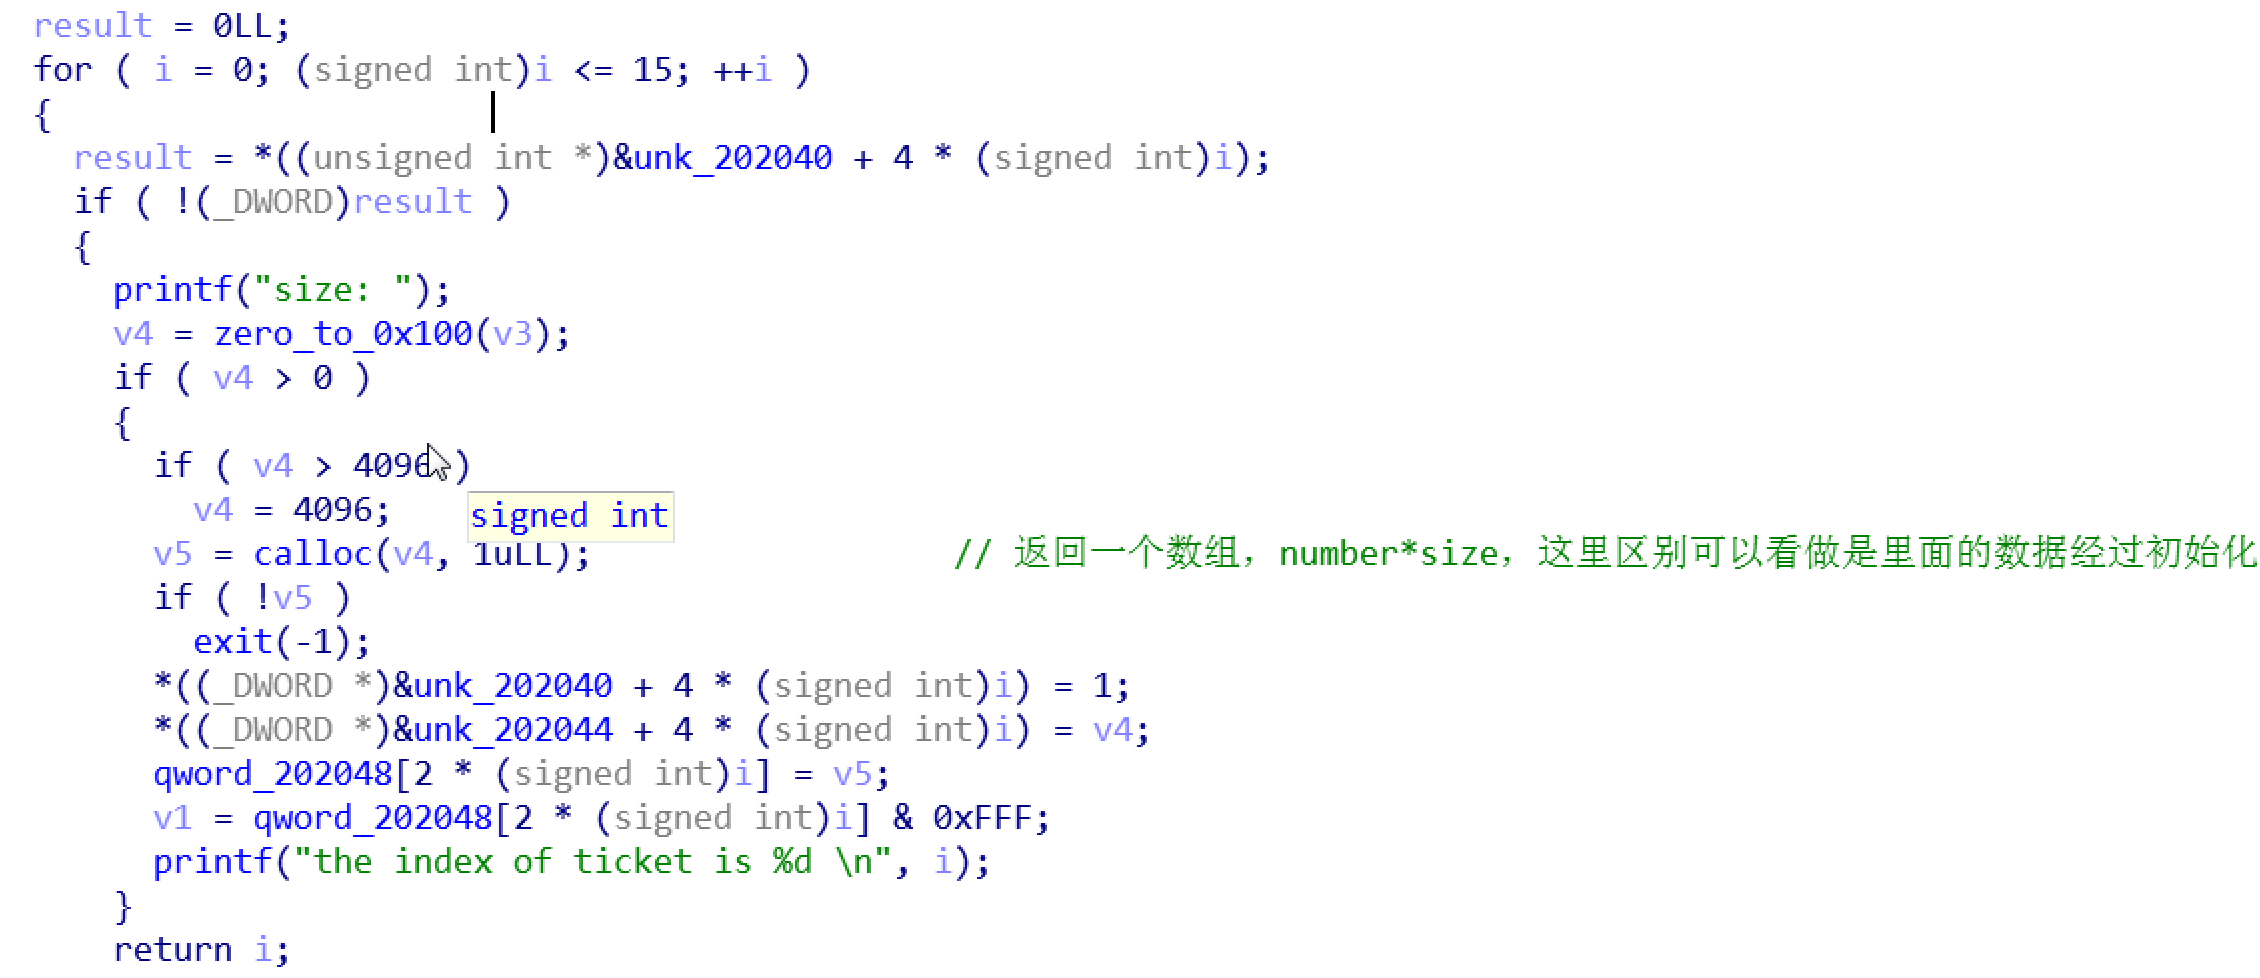 result = 0LL;
for ( i = 0; (signed int)i <= 15; ++i )
{
result = *((unsigned int *)&unk_202040 + 4 * (signed int)i);
if ( !(_DWORD)result )
{
printf("size: ");
v4 = zero_to_0x100(v3);
if ( v4 > 0 )
{
if ( v4 > 4096 )
v4 = 4096;
signed int
v5 = calloc(v4, 1uLL); // 返回一个数组，number*size，这里区别可以看做是里面的数据经过初始化
if ( !v5 )
exit(-1);
*((_DWORD *)&unk_202040 + 4 * (signed int)i) = 1;
*((_DWORD *)&unk_202044 + 4 * (signed int)i) = v4;
qword_202048[2 * (signed int)i] = v5;
v1 = qword_202048[2 * (signed int)i] & 0xFFF;
printf("the index of ticket is %d \n", i);
}
return i;